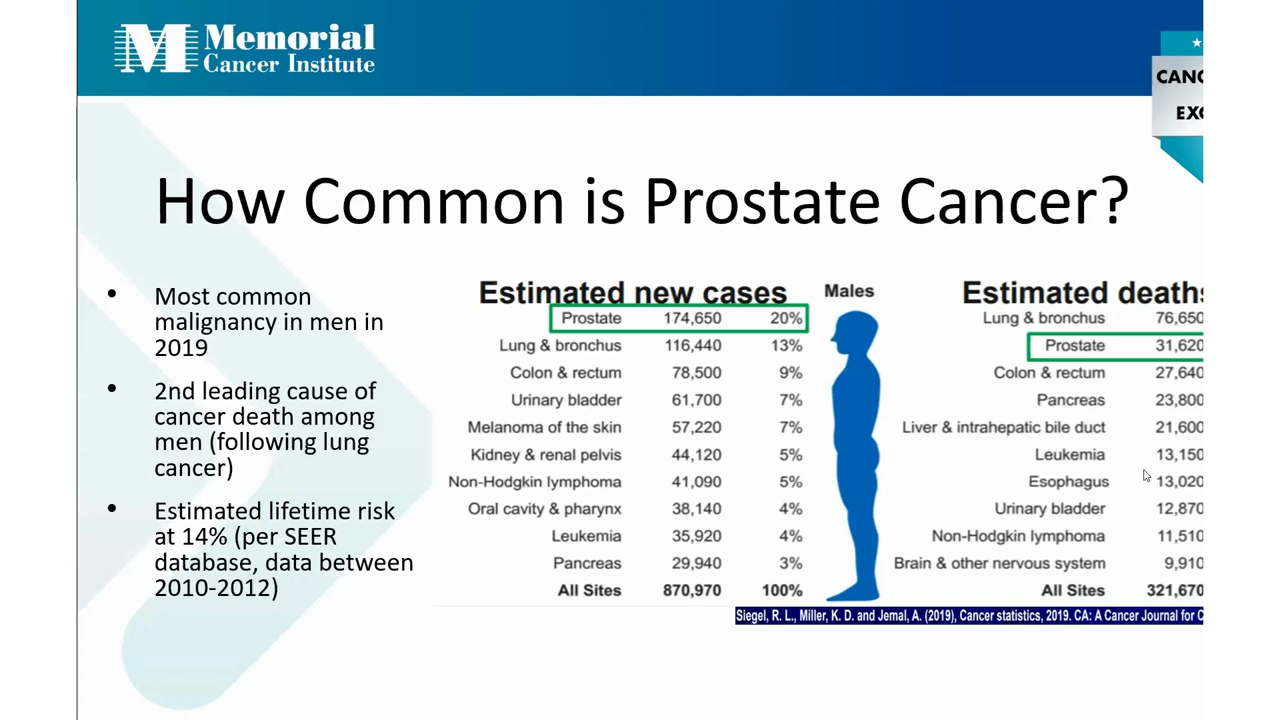 Memorial
Cancer Institute
CANC
EXC
How Common is Prostate Cancer?
• Most common
malignancy in men in
2019
• 2nd leading cause of
cancer death among
men (following lung
cancer)
• Estimated lifetime risk
at 14% (per SEER
database, data between
2010-2012)
Estimated new cases
Prostate 174,650 20%
Lung & bronchus 116,440 13%
Colon & rectum 78,500 9%
Urinary bladder 61,700 7%
Melanoma of the skin 57,220 7%
Kidney & renal pelvis 44,120 5%
Non-Hodgkin lymphoma 41,090 5%
Oral cavity & pharynx 38,140 4%
Leukemia 35,920 4%
Pancreas 29,940 3%
All Sites 870,970 100%
Males
Estimated deaths
Lung & bronchus 76,650
Prostate 31,620
Colon & rectum 27,640
Pancreas 23,800
Liver & intrahepatic bile duct 21,600
Leukemia 13,150
Esophagus 13,020
Urinary bladder 12,870
Non-Hodgkin lymphoma 11,510
Brain & other nervous system 9,910
All Sites 321,670
Siegel, R. L., Miller, K. D. and Jemal, A. (2019), Cancer statistics, 2019. CA: A Cancer Journal for C